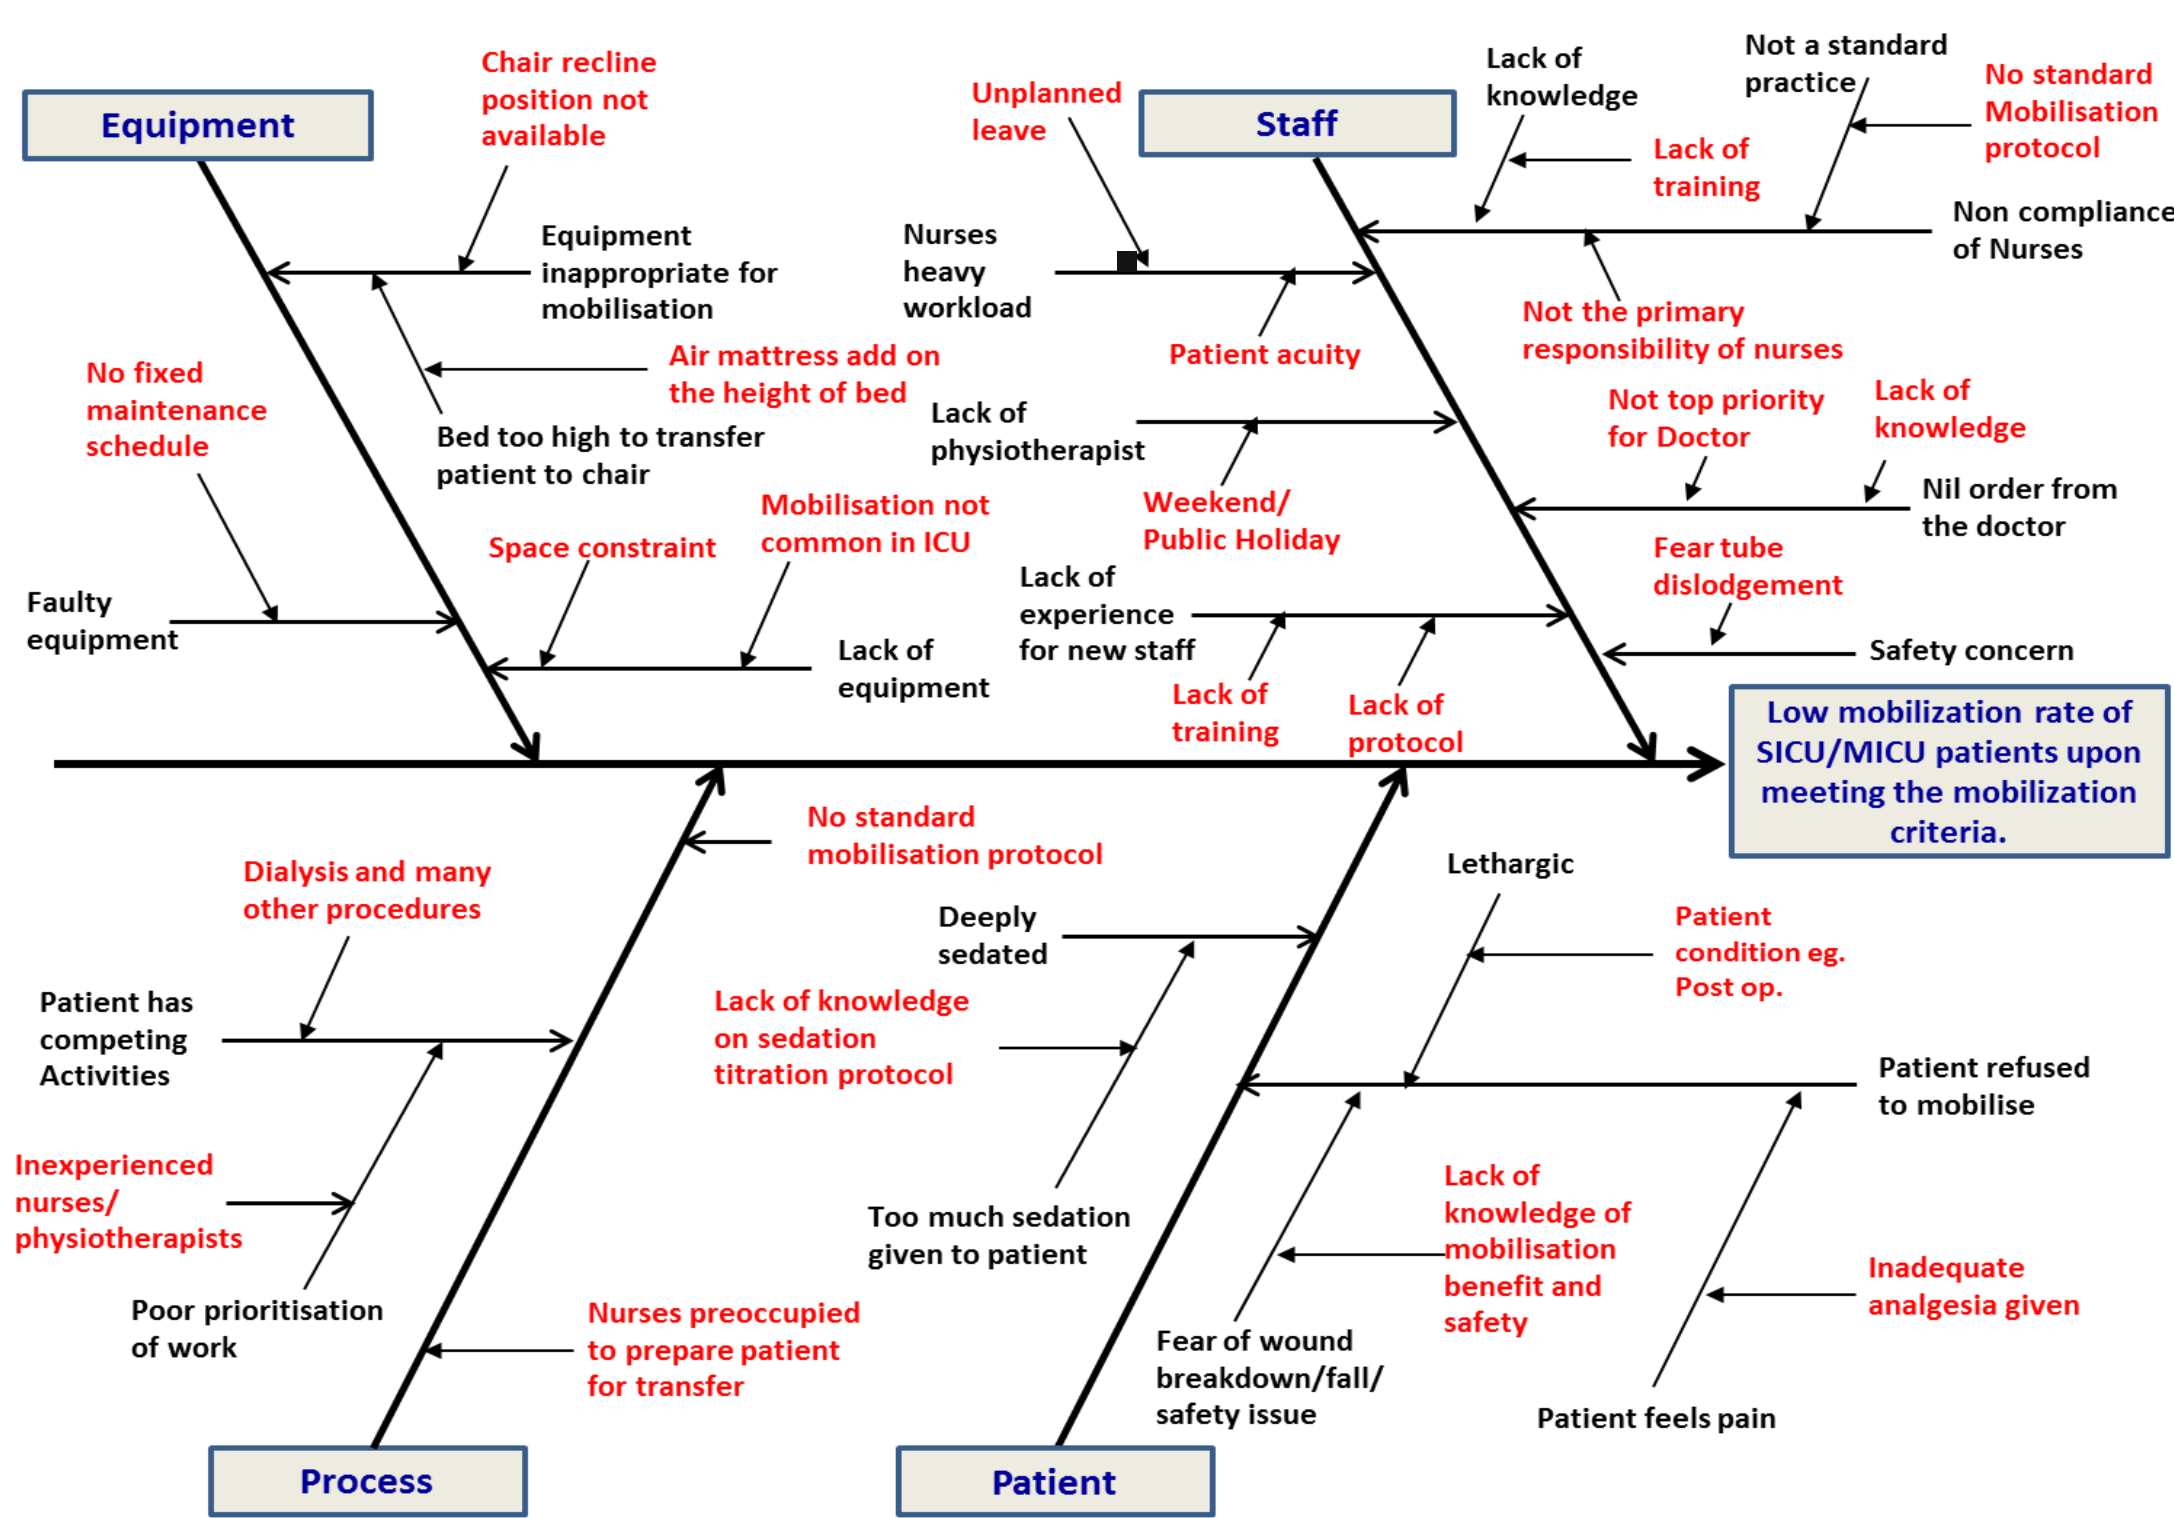 Equipment
Chair recline
position not
available
Equipment
inappropriate for
mobilisation
Air mattress add on
the height of bed
Bed too high to transfer
patient to chair
No fixed
maintenance
schedule
Faulty
equipment
Space constraint
Mobilisation not
common in ICU
Lack of
equipment
Staff
Unplanned
leave
Nurses
heavy
workload
Patient acuity
Lack of
physiotherapist
Weekend/
Public Holiday
Lack of
experience
for new staff
Lack of
training
Lack of
protocol
Lack of
knowledge
Lack of
training
Not a standard
practice
No standard
Mobilisation
protocol
Non compliance
of Nurses
Not the primary
responsibility of nurses
Not top priority
for Doctor
Lack of
knowledge
Nil order from
the doctor
Fear tube
dislodgement
Safety concern
Low mobilization rate of
SICU/MICU patients upon
meeting the mobilization
criteria.
No standard
mobilisation protocol
Dialysis and many
other procedures
Patient has
competing
Activities
Inexperienced
nurses/
physiotherapists
Poor prioritisation
of work
Nurses preoccupied
to prepare patient
for transfer
Process
Deeply
sedated
Lack of knowledge
on sedation
titration protocol
Too much sedation
given to patient
Lethargic
Patient
condition eg.
Post op.
Patient refused
to mobilise
Lack of
knowledge of
mobilisation
benefit and
safety
Fear of wound
breakdown/fall/
safety issue
Inadequate
analgesia given
Patient feels pain
Patient